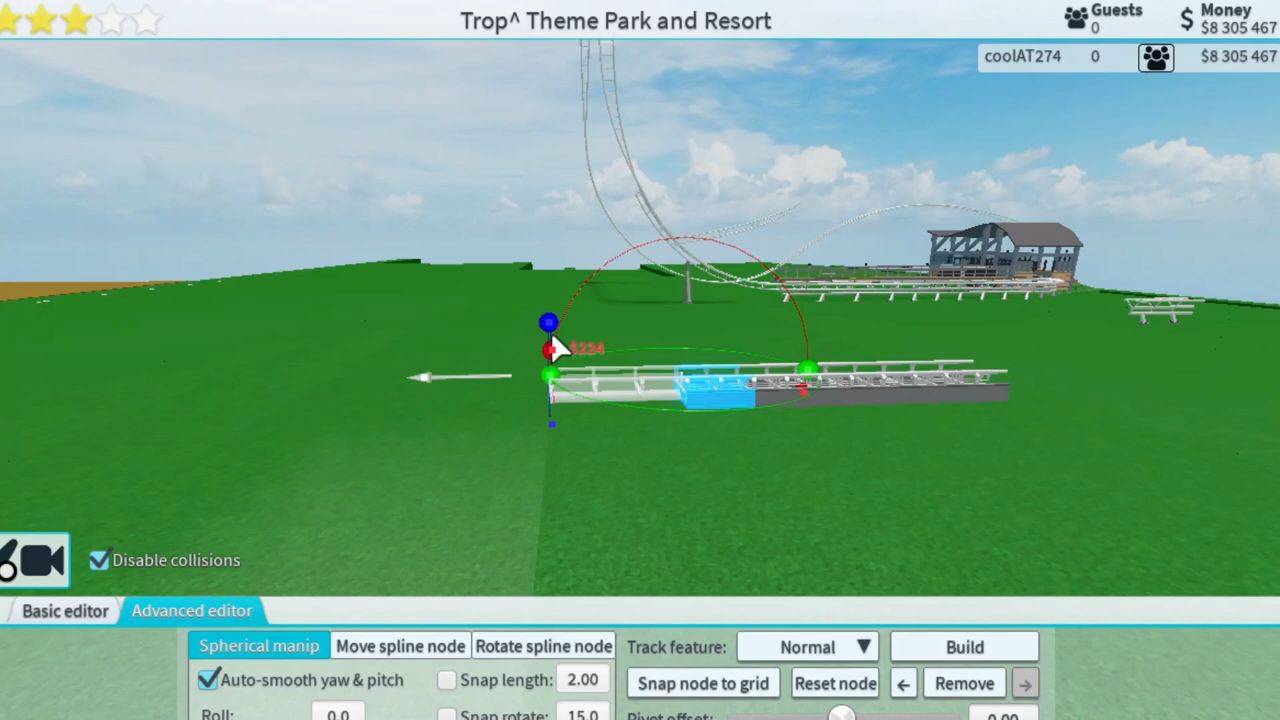 Trop^ Theme Park and Resort
Guests
0
Money
$8 305 467
coolAT274 0 $8 305 467
$224
Disable collisions
Basic editor Advanced editor
Spherical manip Move spline node Rotate spline node Track feature: Normal Build
Auto-smooth yaw & pitch Snap length: 2.00 Snap node to grid Reset node Remove
Roll: 0.0 Snap rotate: 15.0 Pivot offset: 0.00